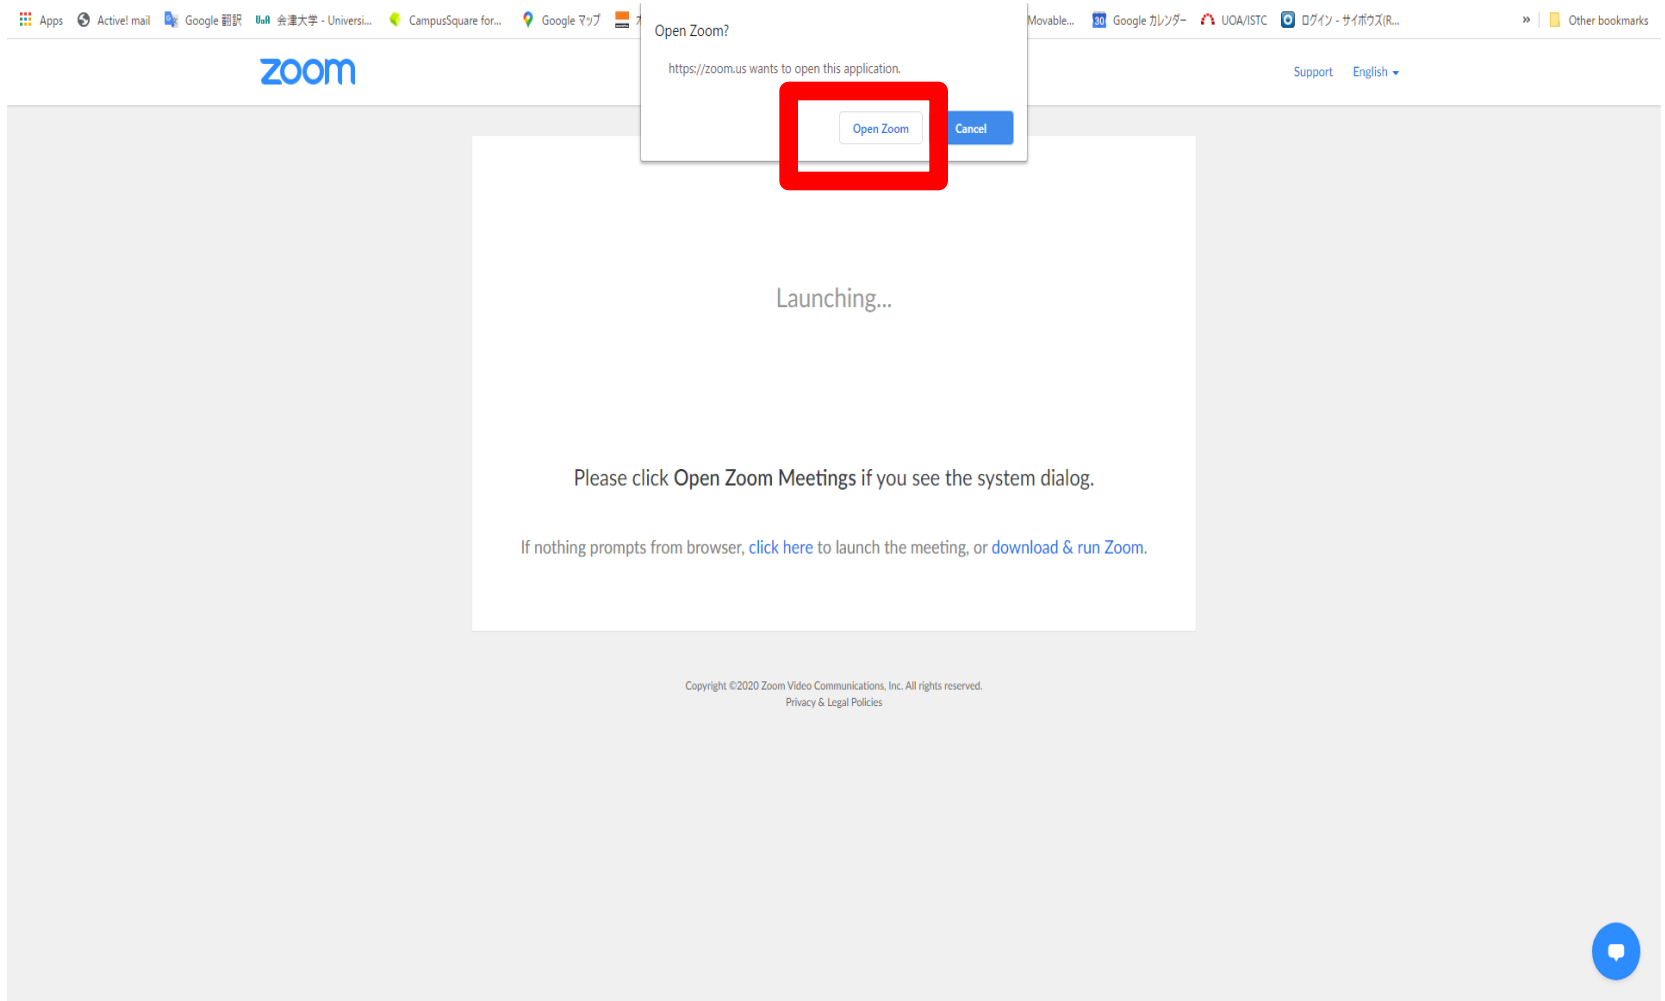 Apps Active! mail Google 翻訳 UoA 会津大学 - Universi... CampusSquare for... Google マップ Movable... 30 Google カレンダー UOA/ISTC ログイン - サイボウズ(R... » Other bookmarks
Open Zoom?
https://zoom.us wants to open this application.
Open Zoom Cancel
zoom
Support English
Launching...
Please click Open Zoom Meetings if you see the system dialog.
If nothing prompts from browser, click here to launch the meeting, or download & run Zoom.
Copyright ©2020 Zoom Video Communications, Inc. All rights reserved.
Privacy & Legal Policies